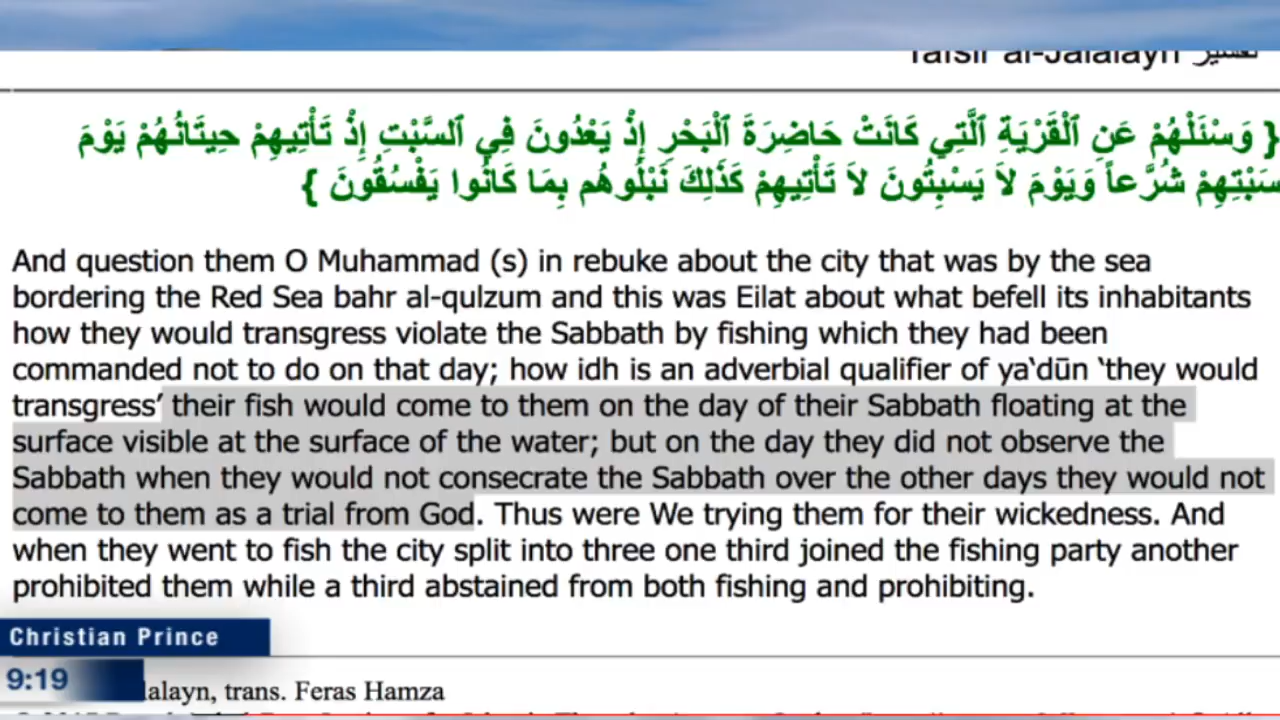 Tafsir al-Jalalayn تفسير
{ وَسْئَلْهُمْ عَنِ ٱلْقَرْيَةِ ٱلَّتِي كَانَتْ حَاضِرَةَ ٱلْبَحْرِ إِذْ يَعْدُونَ فِي ٱلسَّبْتِ إِذْ تَأْتِيهِمْ حِيتَانُهُمْ يَوْمَ
سَبْتِهِمْ شُرَّعاً وَيَوْمَ لاَ يَسْبِتُونَ لاَ تَأْتِيهِمْ كَذَلِكَ نَبْلُوهُم بِمَا كَانُوا يَفْسُقُونَ }
And question them O Muhammad (s) in rebuke about the city that was by the sea
bordering the Red Sea bahr al-qulzum and this was Eilat about what befell its inhabitants
how they would transgress violate the Sabbath by fishing which they had been
commanded not to do on that day; how idh is an adverbial qualifier of ya‘dūn ‘they would
transgress’ their fish would come to them on the day of their Sabbath floating at the
surface visible at the surface of the water; but on the day they did not observe the
Sabbath when they would not consecrate the Sabbath over the other days they would not
come to them as a trial from God. Thus were We trying them for their wickedness. And
when they went to fish the city split into three one third joined the fishing party another
prohibited them while a third abstained from both fishing and prohibiting.
Christian Prince
9:19
lalayn, trans. Feras Hamza